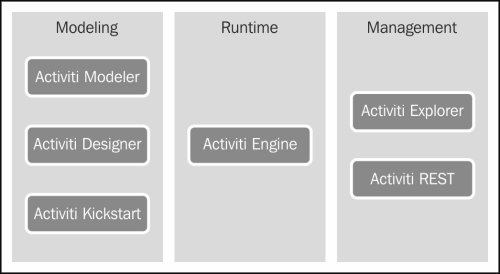 Modeling
Activiti Modeler
Activiti Designer
Activiti Kickstart
Runtime
Activiti Engine
Management
Activiti Explorer
Activiti REST